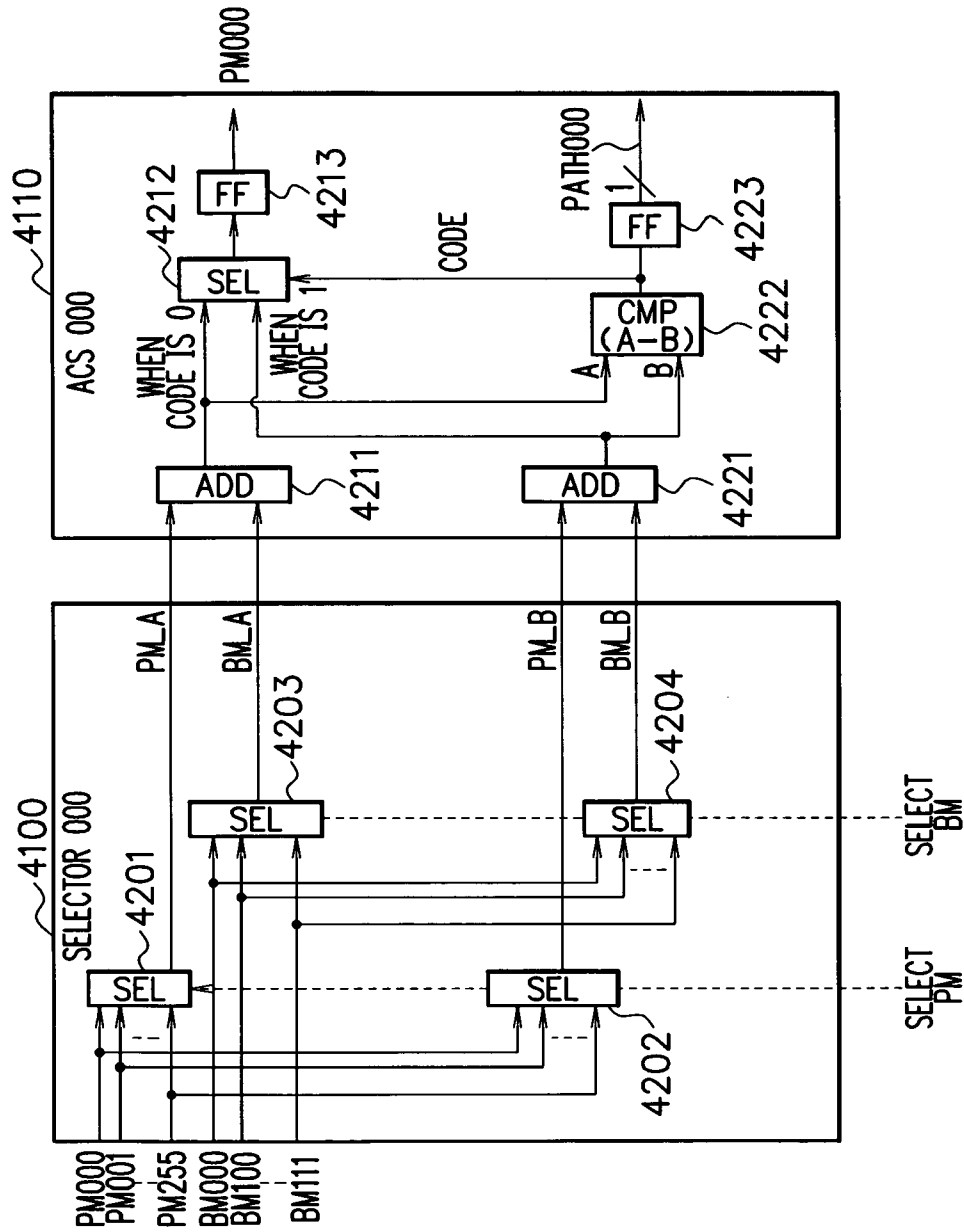 4100
SELECTOR 000
PM000
PM001
PM255
BM000
BM100
BM111
4201
SEL
4202
SEL
4203
SEL
4204
SEL
SELECT
PM
SELECT
BM
PM_A
BM_A
PM_B
BM_B
4110
ACS 000
ADD
4211
ADD
4221
WHEN
CODE IS 0
WHEN
CODE IS 1
A
B
SEL
4212
FF
4213
CODE
CMP
(A-B)
4222
FF
4223
PATH000
1
PM000